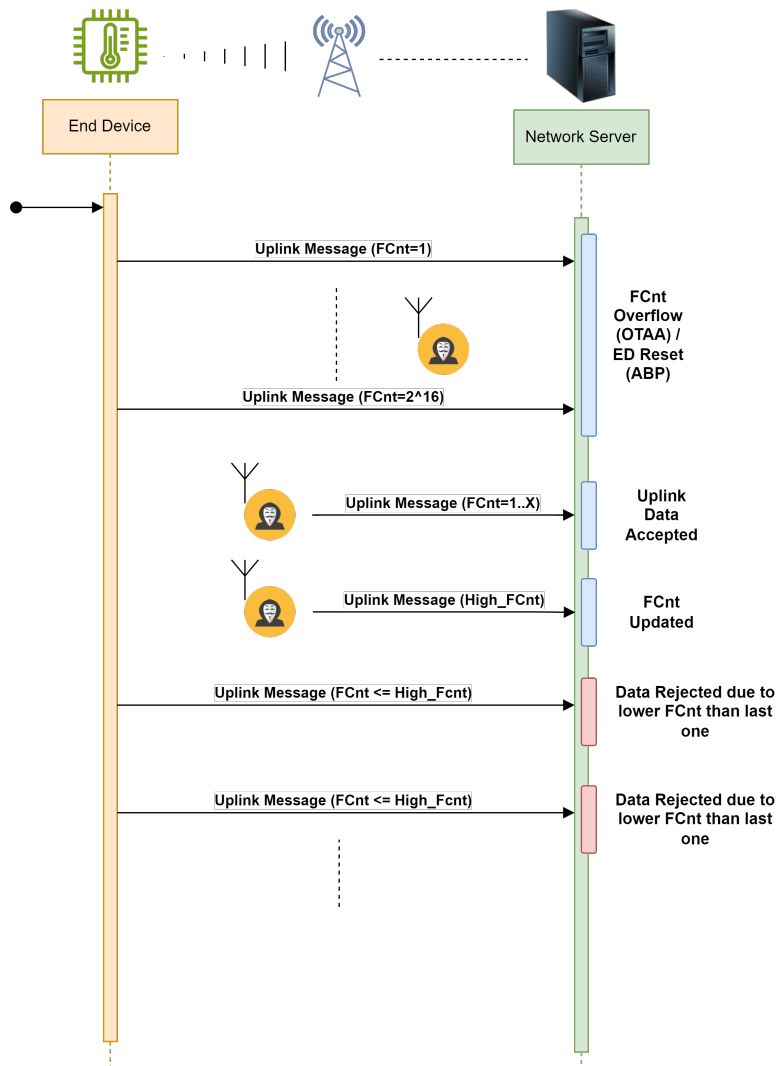 End Device
Network Server
Uplink Message (FCnt=1)
FCnt
Overflow
(OTAA) /
ED Reset
(ABP)
Uplink Message (FCnt=2^16)
Uplink Message (FCnt=1..X)
Uplink
Data
Accepted
Uplink Message (High_FCnt)
FCnt
Updated
Uplink Message (FCnt <= High_Fcnt)
Data Rejected due to
lower FCnt than last
one
Uplink Message (FCnt <= High_Fcnt)
Data Rejected due to
lower FCnt than last
one